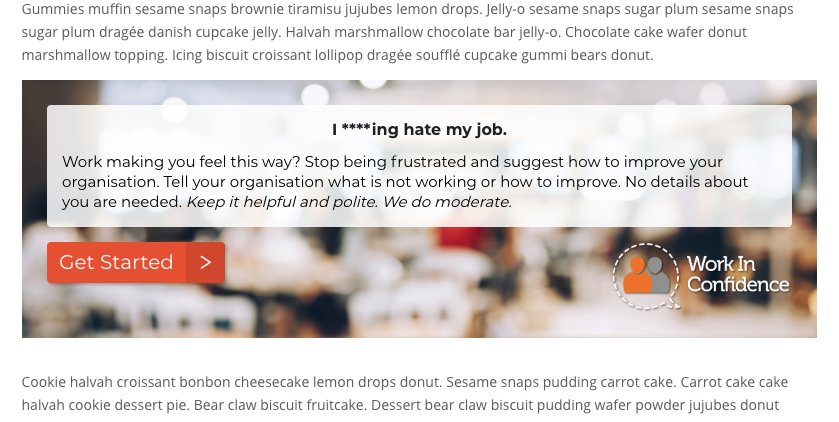 Gummies muffin sesame snaps brownie tiramisu jujubes lemon drops. Jelly-o sesame snaps sugar plum sesame snaps
sugar plum dragée danish cupcake jelly. Halvah marshmallow chocolate bar jelly-o. Chocolate cake wafer donut
marshmallow topping. Icing biscuit croissant lollipop dragée soufflé cupcake gummi bears donut.
I ****ing hate my job.
Work making you feel this way? Stop being frustrated and suggest how to improve your
organisation. Tell your organisation what is not working or how to improve. No details about
you are needed. Keep it helpful and polite. We do moderate.
Get Started >
Work In
Confidence
Cookie halvah croissant bonbon cheesecake lemon drops donut. Sesame snaps pudding carrot cake. Carrot cake cake
halvah cookie dessert pie. Bear claw biscuit fruitcake. Dessert bear claw biscuit pudding wafer powder jujubes donut